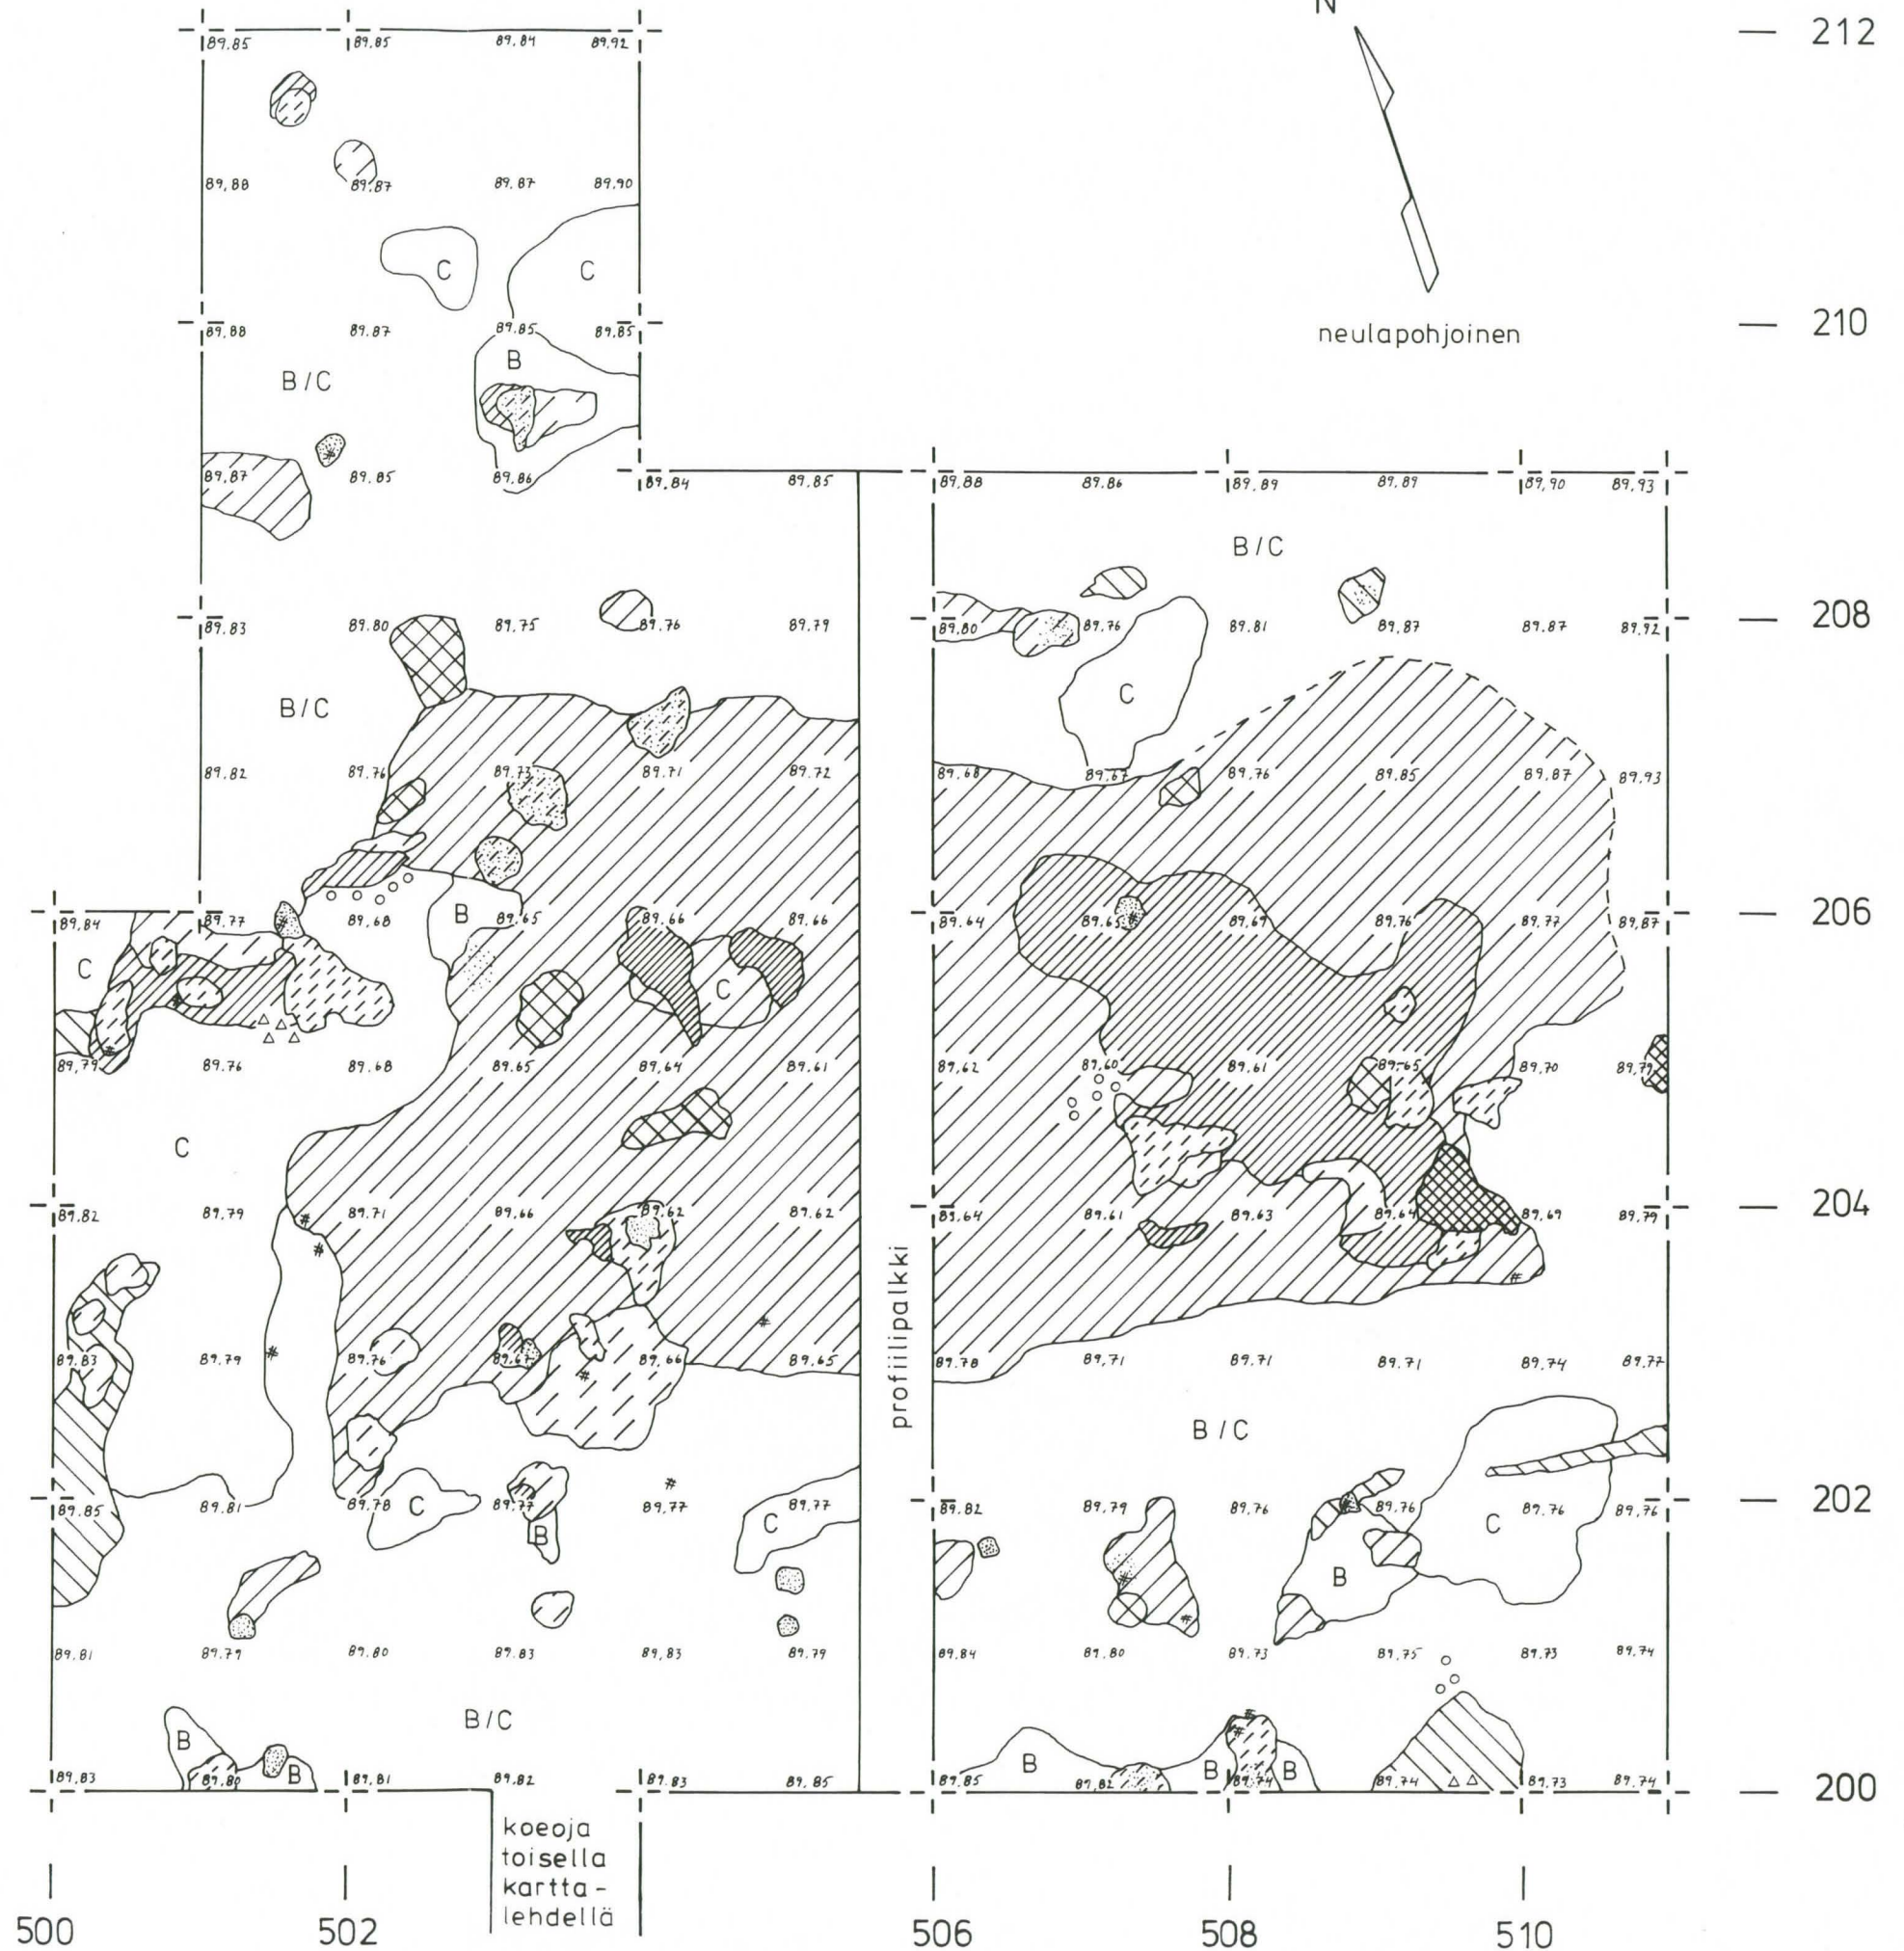 N
212
89.85 89.85 89.84 89.92
89,88 89.87 89.87 89.90
C C
89,88 89.87 89.85 89.85
neulapohjoinen
210
B
B/C
89,87 89.85 89.86 89.84 89.85 89,88 89.86 89,89 89,89 89,90 89,93
B/C
89.83 89.80 89.75 89.76 89.79 89.80 89.76 89.81 89,87 89.87 89,92
208
B/C
C
89.82 89.76 89.73 89.71 89.72 89.68 89,67 89,76 89.85 89.87 89,93
89.84 89.77 89.68 B 89.65 89.66 89.66 89.64 89.65 89.69 89.76 89.77 89,87
206
C
C
89,79 89.76 89.68 89.65 89,64 89.61 89,62 89,60 89.61 89.65 89,70 89,79
C
89.82 89,79 89.71 89,66 89.62 89.62 89.64 89.61 89.63 89,64 89,69 89,79
204
profiilipalkki
89.83 89.79 89.76 89.67 89,66 89.65 89.78 89,71 89.71 89,71 89.74 89.77
B/C
89.85 89,81 89,78 C 89,77 89,77 89,77 89.82 89,79 89,76 89,76 89.76 89,76
202
C C
B
B
89.81 89,79 89.80 89.83 89,83 89.79 89.84 89,80 89,73 89,75 89,73 89,74
B/C
B
B
B B B
89,83 89,80 89,81 89,82 89.83 89,85 89.85 89,82 89,74 89,74 89,73 89,74
200
koeoja
toisella
kartta-
lehdellä
500 502 506 508 510